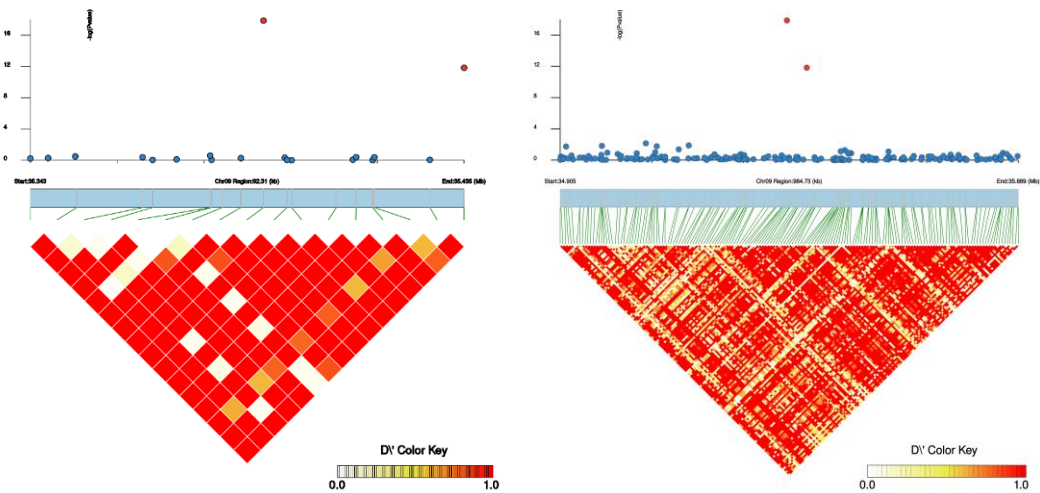 -log(Pvalue)
16
12
8
4
0
Start:35.343
Chr09 Region:92.31 (kb)
End:35.435 (Mb)
D\' Color Key
0.0
1.0
-log(Pvalue)
16
12
8
4
0
Start:34.905
Chr09 Region:984.73 (kb)
End:35.889 (Mb)
D\' Color Key
0.0
1.0